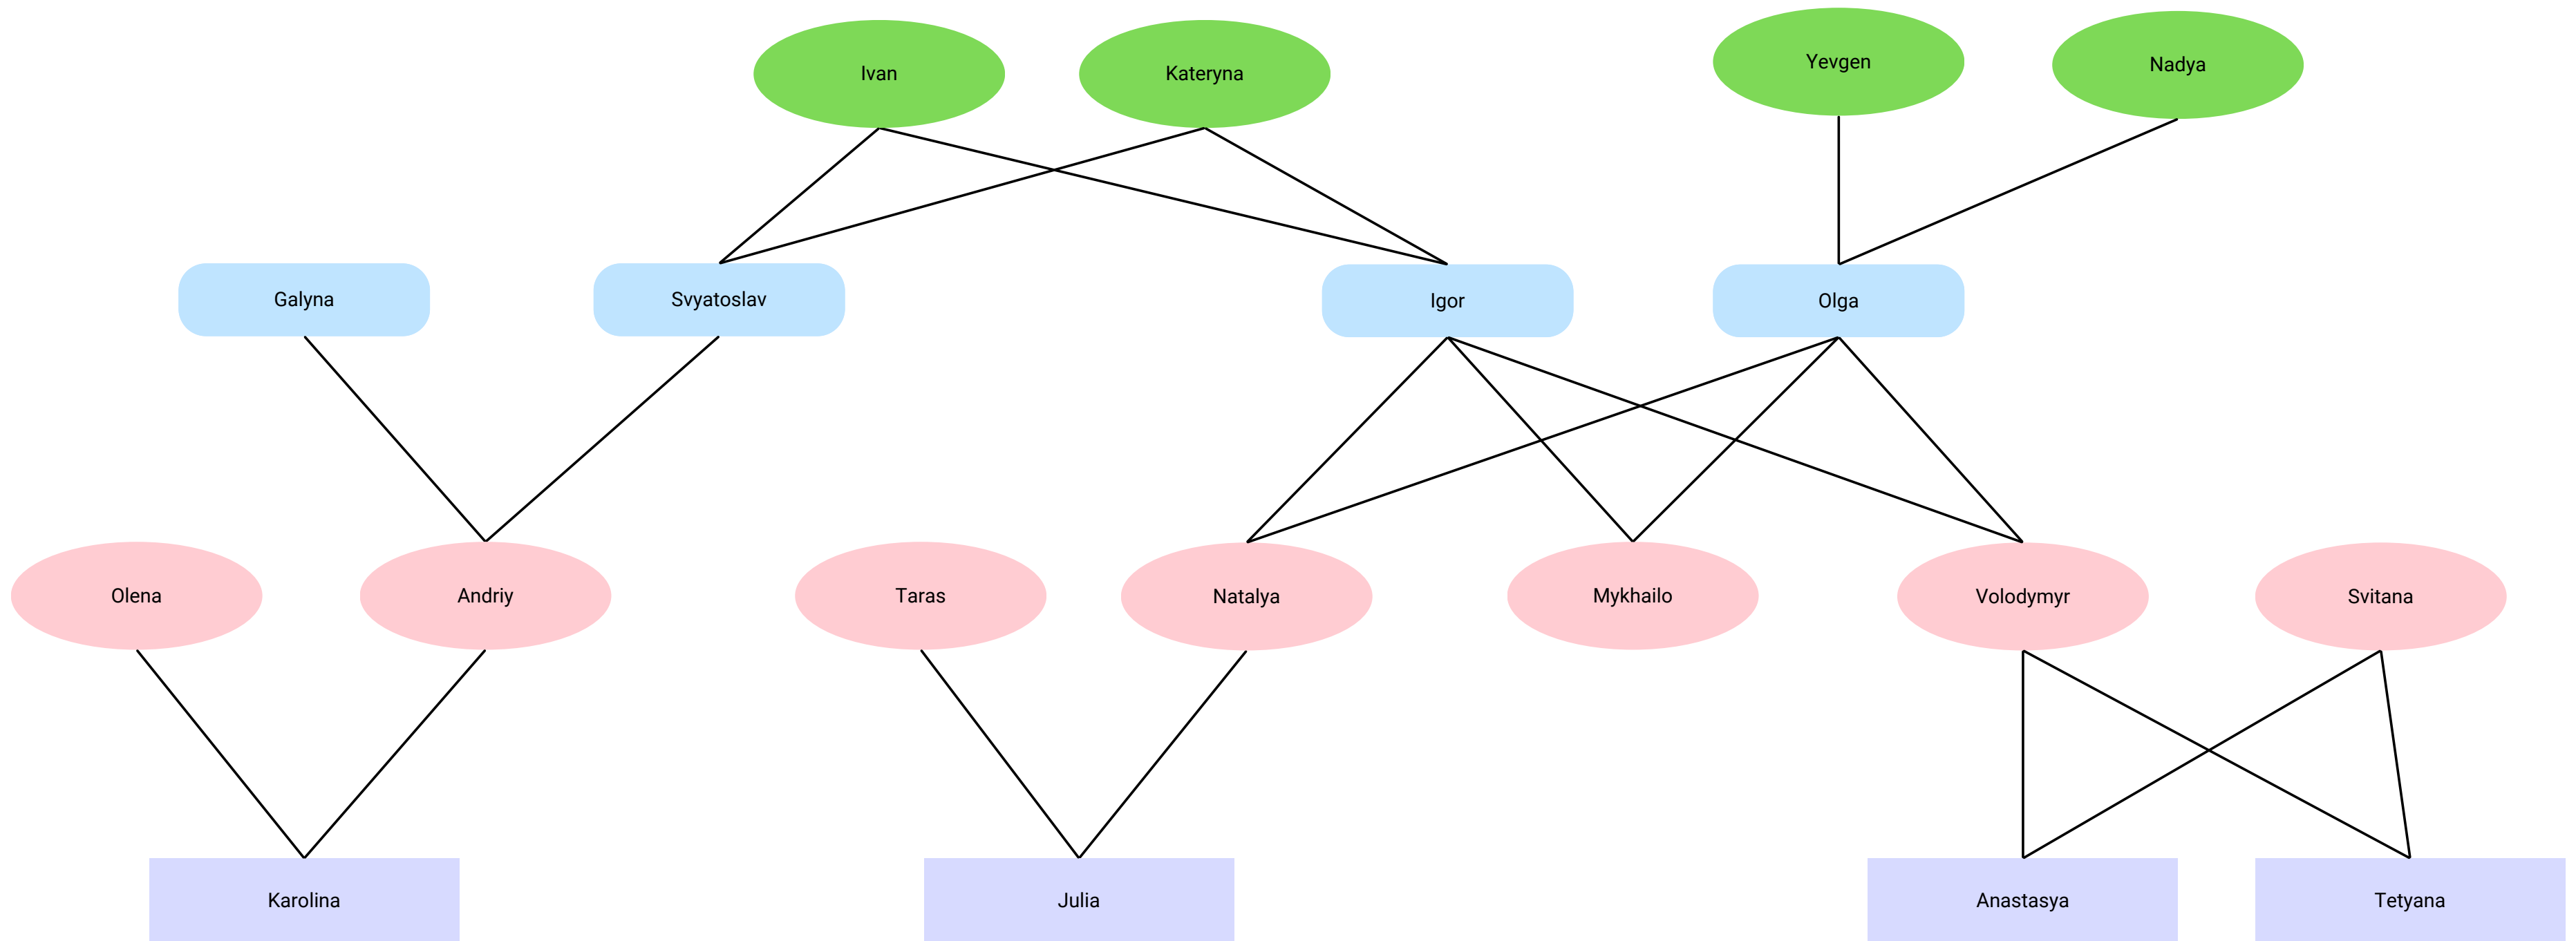 Ivan
Kateryna
Yevgen
Nadya
Galyna
Svyatoslav
Igor
Olga
Olena
Andriy
Taras
Natalya
Mykhailo
Volodymyr
Svitana
Karolina
Julia
Anastasya
Tetyana